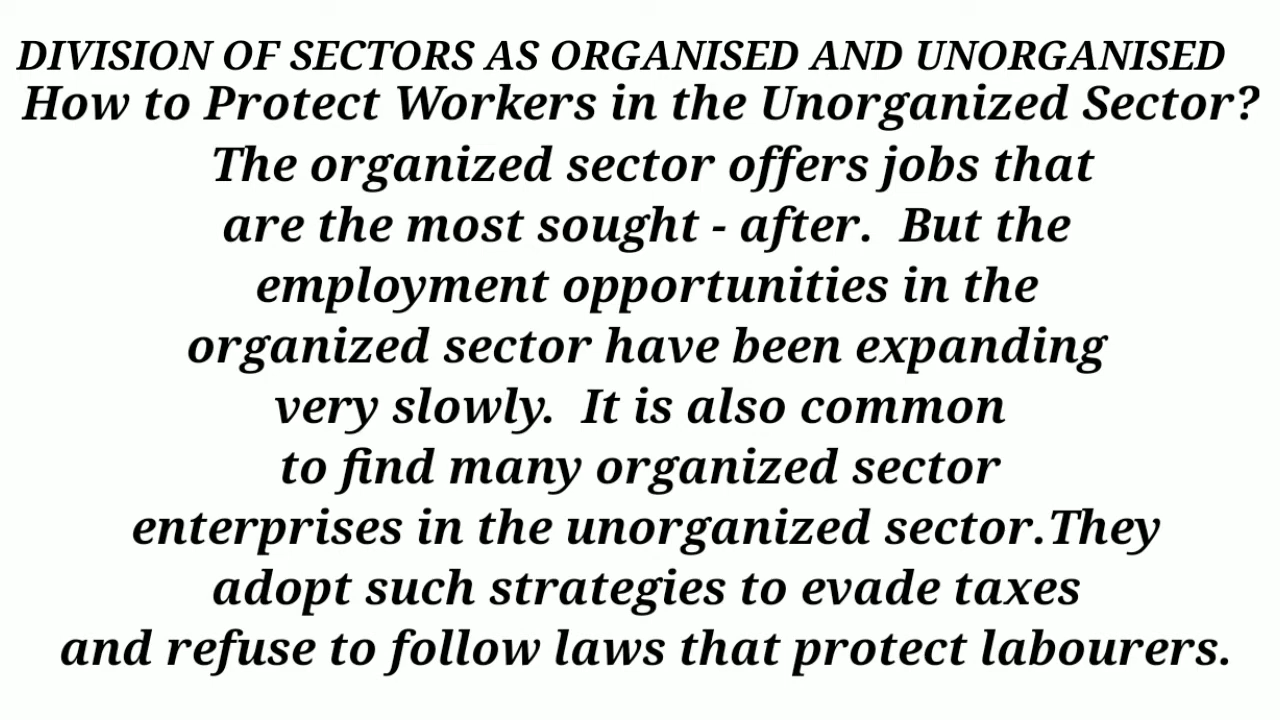 DIVISION OF SECTORS AS ORGANISED AND UNORGANISED
How to Protect Workers in the Unorganized Sector?
The organized sector offers jobs that
are the most sought - after.  But the
employment opportunities in the
organized sector have been expanding
very slowly.  It is also common
to find many organized sector
enterprises in the unorganized sector.They
adopt such strategies to evade taxes
and refuse to follow laws that protect labourers.